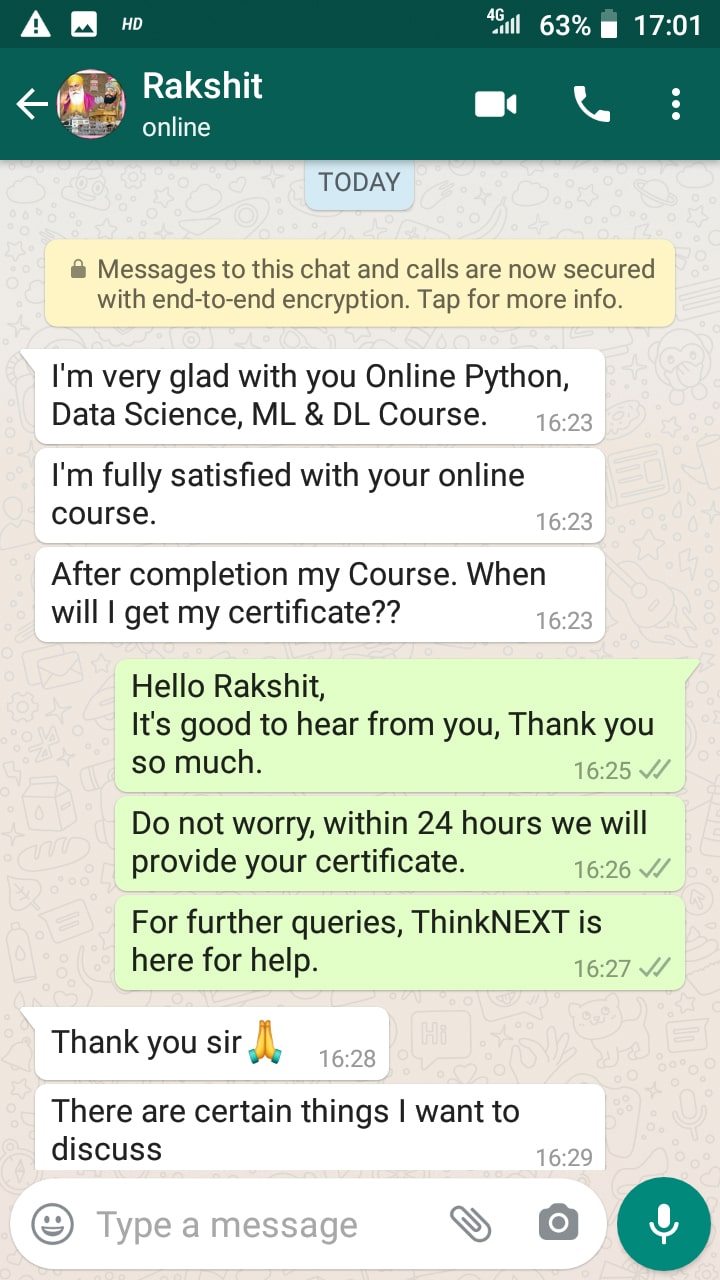 HD 4G 63% 17:01
Rakshit
online
TODAY
Messages to this chat and calls are now secured
with end-to-end encryption. Tap for more info.
I'm very glad with you Online Python,
Data Science, ML & DL Course. 16:23
I'm fully satisfied with your online
course. 16:23
After completion my Course. When
will I get my certificate?? 16:23
Hello Rakshit,
It's good to hear from you, Thank you
so much. 16:25
Do not worry, within 24 hours we will
provide your certificate. 16:26
For further queries, ThinkNEXT is
here for help. 16:27
Thank you sir🙏 16:28
There are certain things I want to
discuss 16:29
Type a message